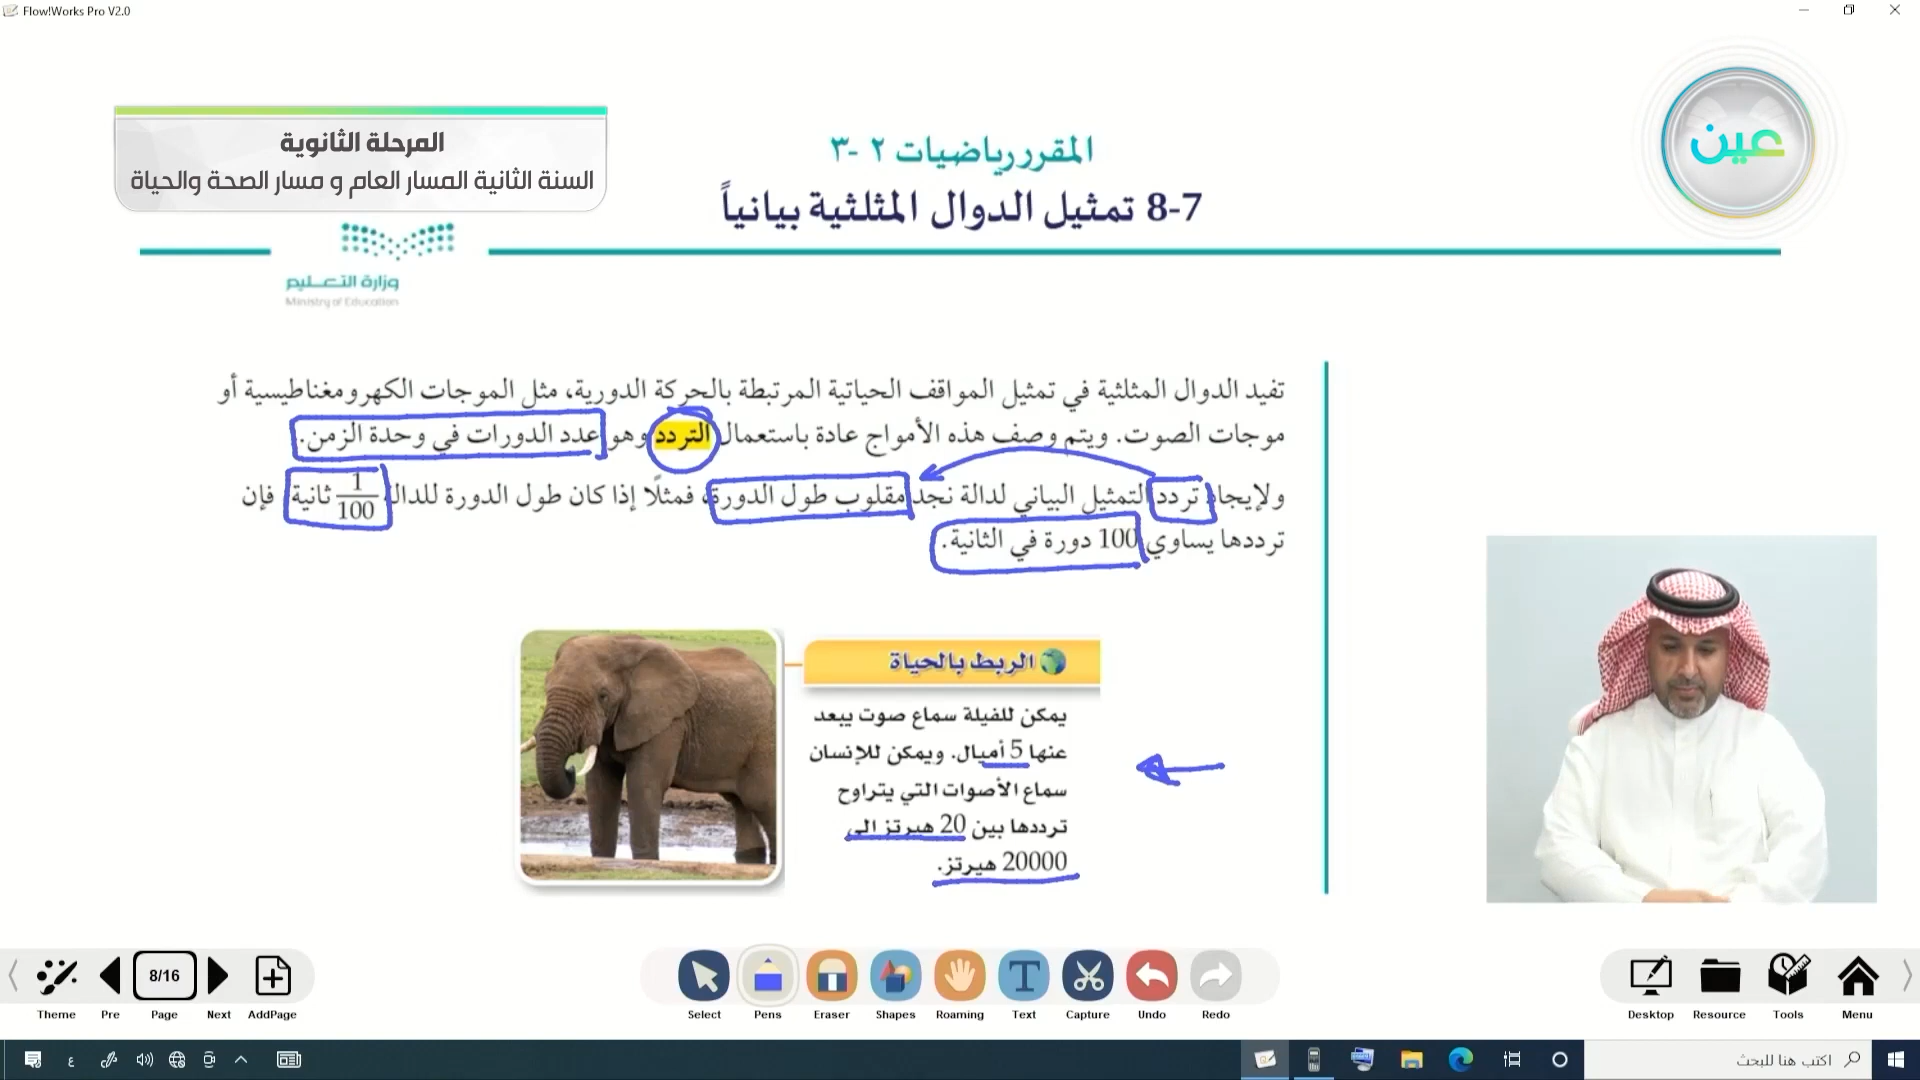 Flow!Works Pro V2.0
المرحلة الثانوية
السنة الثانية المسار العام و مسار الصحة والحياة
المقرر رياضيات ٢ -٣
8-7 تمثيل الدوال المثلثية بيانياً
عين
وزارة التعليم
Ministry of Education
تفيد الدوال المثلثية في تمثيل المواقف الحياتية المرتبطة بالحركة الدورية، مثل الموجات الكهرومغناطيسية أو
موجات الصوت. ويتم وصف هذه الأمواج عادة باستعمال التردد وهو عدد الدورات في وحدة الزمن.
ولإيجاد تردد التمثيل البياني لدالة نجد مقلوب طول الدورة، فمثلًا إذا كان طول الدورة للدالة 1/100 ثانية فإن
ترددها يساوي 100 دورة في الثانية.
الربط بالحياة
يمكن للفيلة سماع صوت يبعد
عنها 5 أميال. ويمكن للإنسان
سماع الأصوات التي يتراوح
ترددها بين 20 هيرتز الى
20000 هيرتز.
Theme
Pre
8/16
Page
Next
AddPage
Select
Pens
Eraser
Shapes
Roaming
Text
Capture
Undo
Redo
Desktop
Resource
Tools
Menu
ع
اكتب هنا للبحث